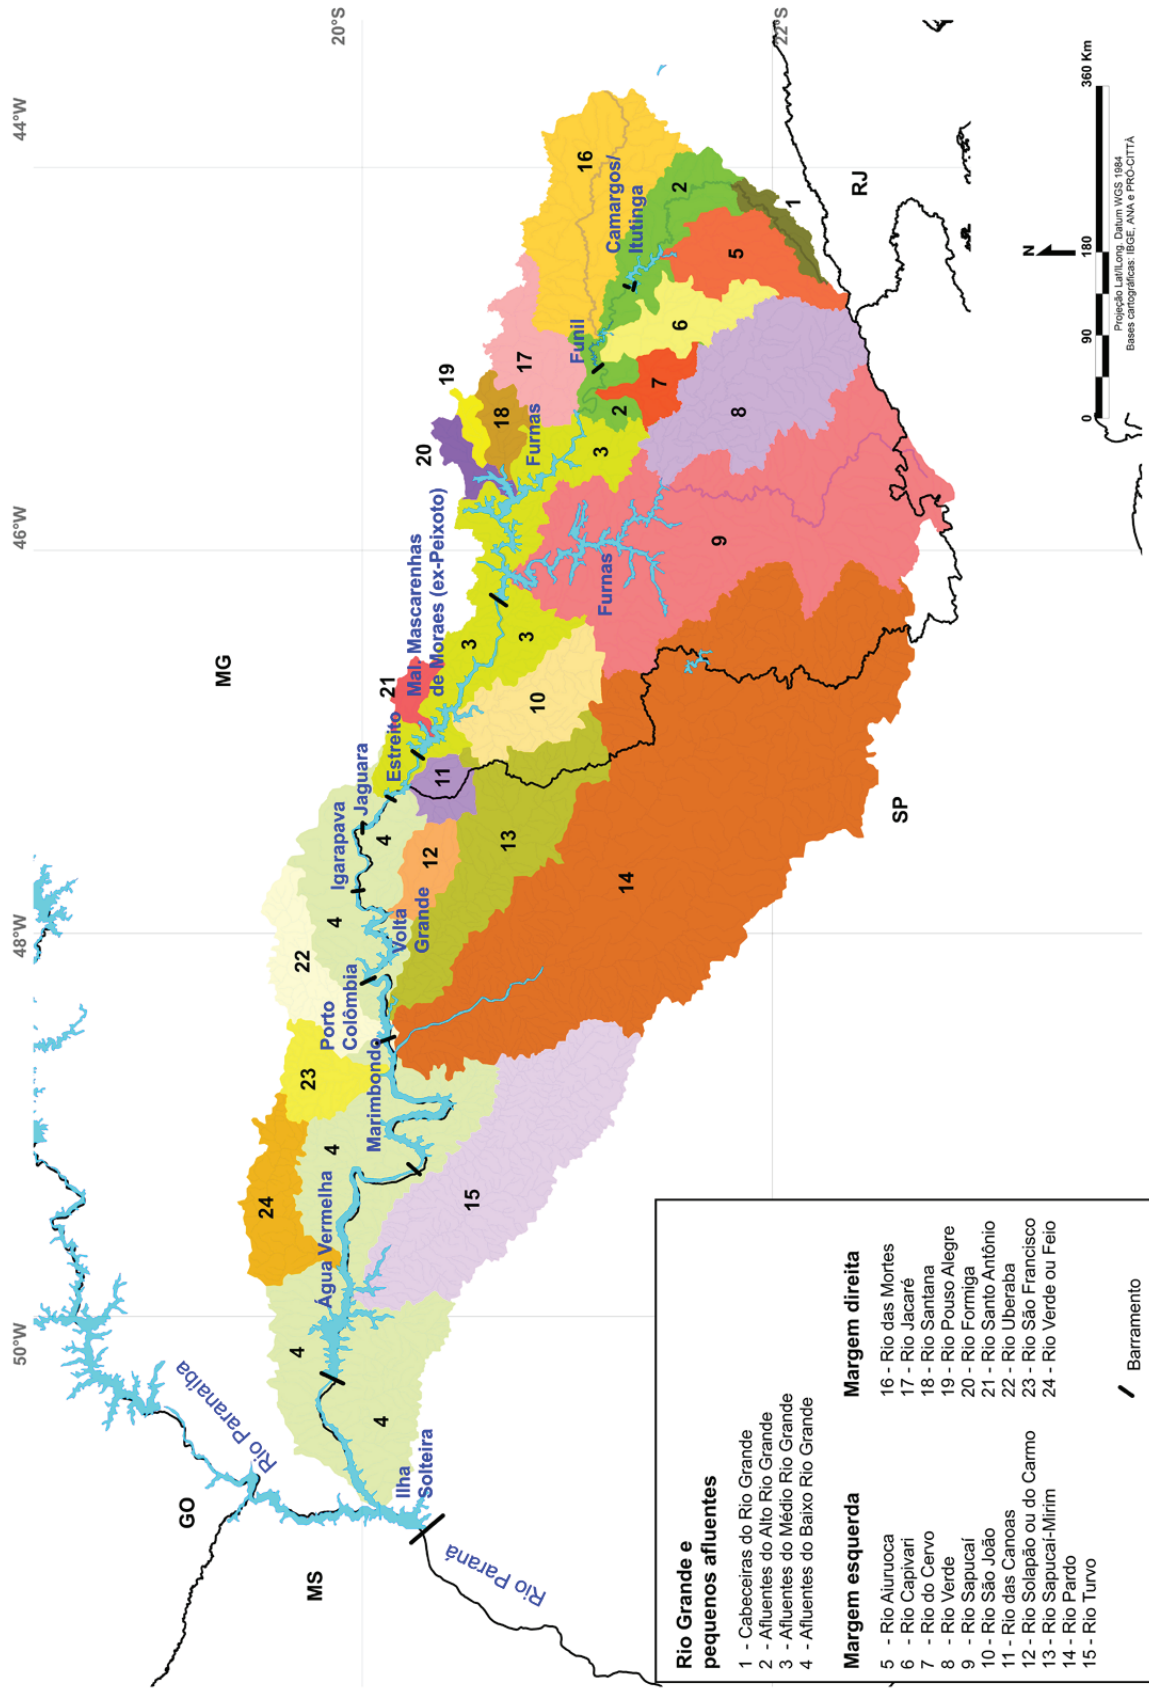 44°W
46°W
48°W
50°W
20°S
22°S
MG
GO
MS
SP
RJ
Rio Paranaíba
Rio Paraná
Ilha
Solteira
Água Vermelha
Marimbondo
Porto
Colômbia
Volta
Grande
Igarapava
Jaguara
Estreito
Mal. Mascarenhas
de Moraes (ex-Peixoto)
Furnas
Furnas
Funil
Camargos/
Itutinga
1
2
2
3
3
3
4
4
4
4
4
5
6
7
8
9
10
11
12
13
14
15
16
17
18
19
20
21
22
23
24
Rio Grande e
pequenos afluentes
1 - Cabeceiras do Rio Grande
2 - Afluentes do Alto Rio Grande
3 - Afluentes do Médio Rio Grande
4 - Afluentes do Baixo Rio Grande
Margem esquerda
5 - Rio Aiuruoca
6 - Rio Capivari
7 - Rio do Cervo
8 - Rio Verde
9 - Rio Sapucaí
10 - Rio São João
11 - Rio das Canoas
12 - Rio Solapão ou do Carmo
13 - Rio Sapucaí-Mirim
14 - Rio Pardo
15 - Rio Turvo
Margem direita
16 - Rio das Mortes
17 - Rio Jacaré
18 - Rio Santana
19 - Rio Pouso Alegre
20 - Rio Formiga
21 - Rio Santo Antônio
22 - Rio Uberaba
23 - Rio São Francisco
24 - Rio Verde ou Feio
Barramento
N
0 90 180 360 Km
Projeção Lat/Long. Datum WGS 1984
Bases cartográficas: IBGE, ANA e PRÓ-CITTÀ